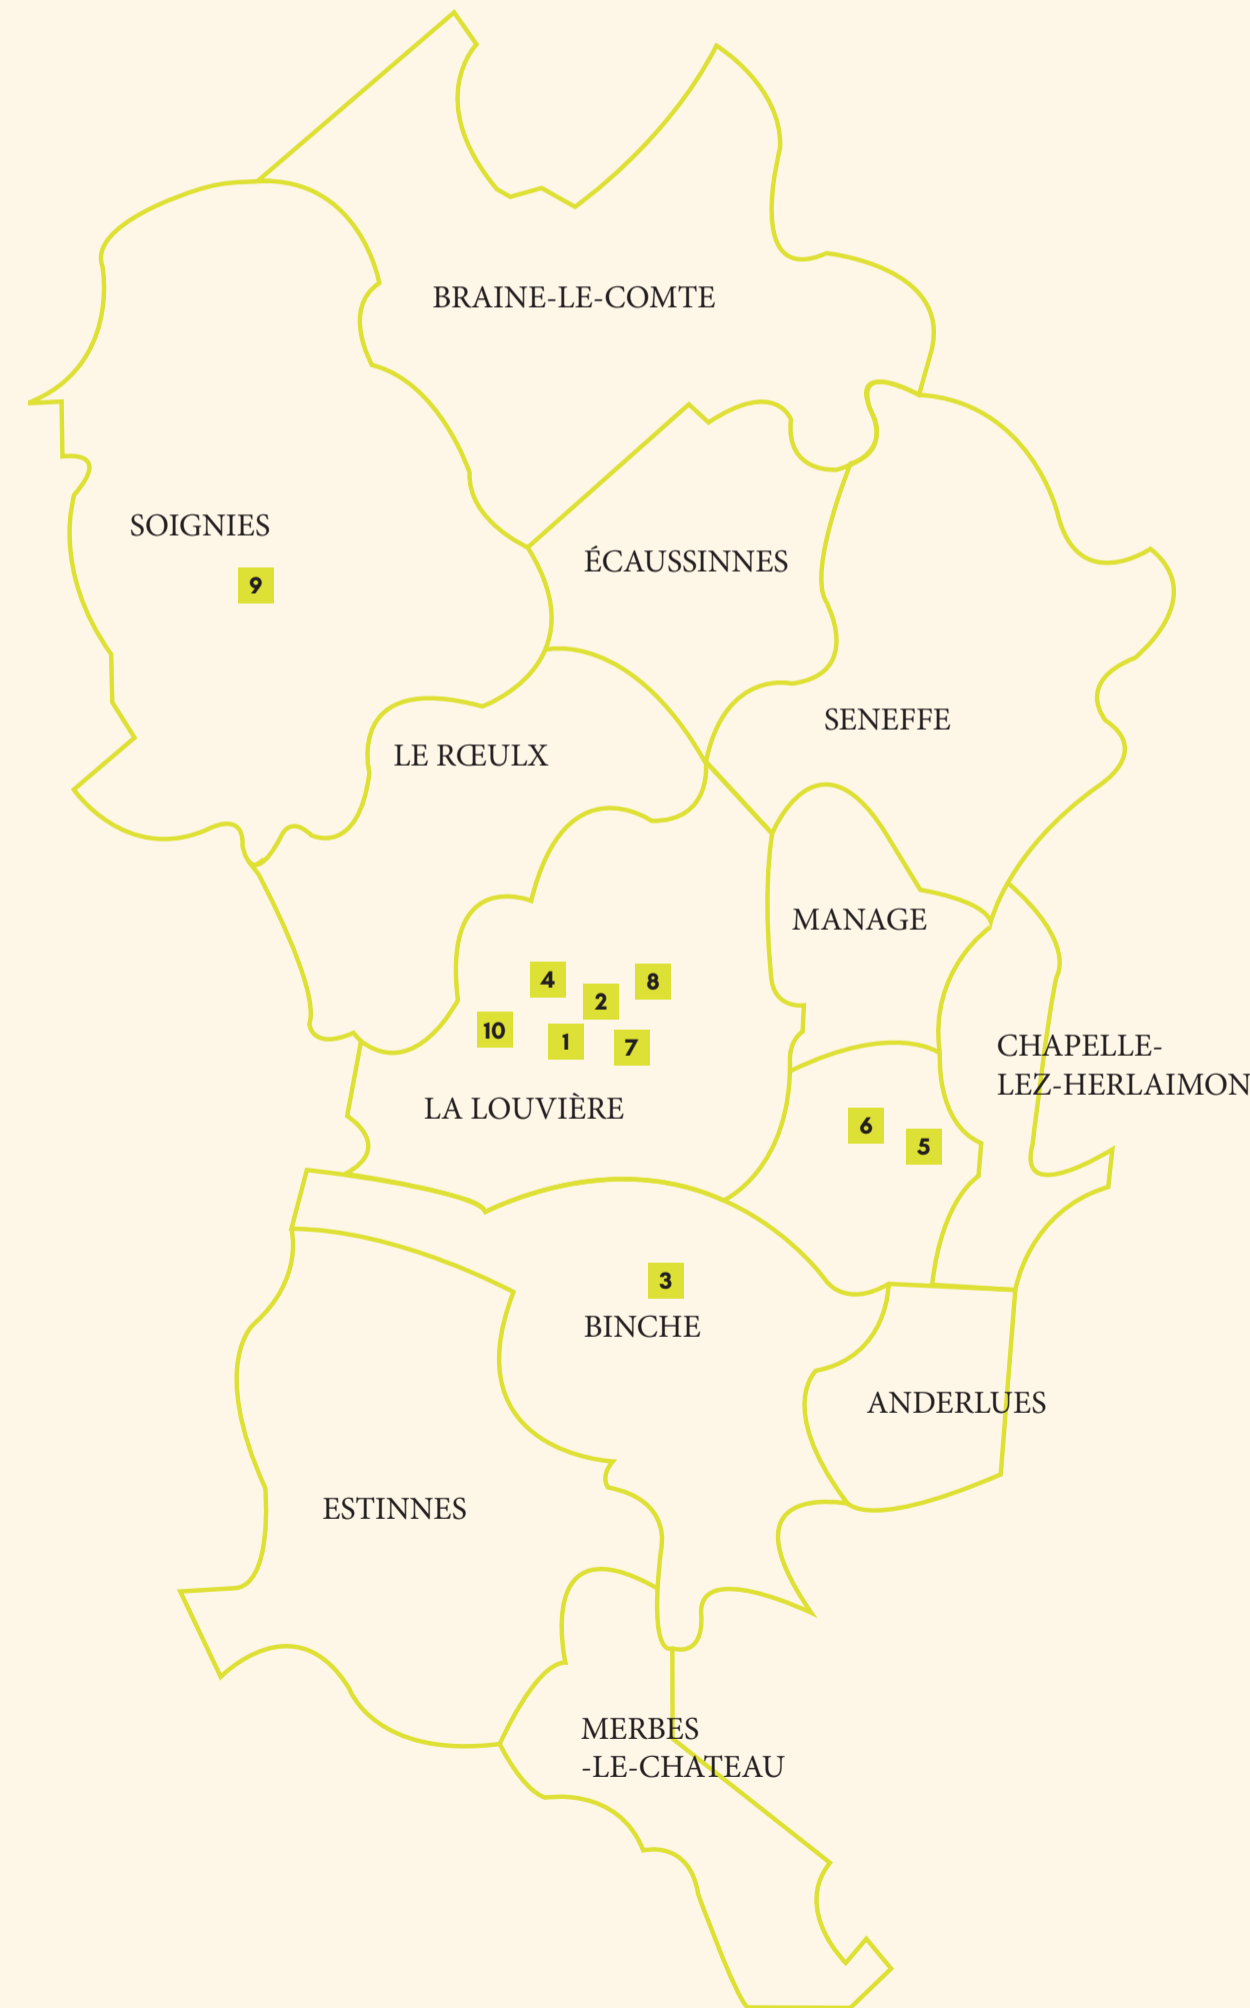 BRAINE-LE-COMTE
SOIGNIES
9
ÉCAUSSINNES
SENEFFE
LE RŒULX
MANAGE
4
8
2
10
1
7
CHAPELLE-
LEZ-HERLAIMON
LA LOUVIÈRE
6
5
3
BINCHE
ANDERLUES
ESTINNES
MERBES
-LE-CHATEAU